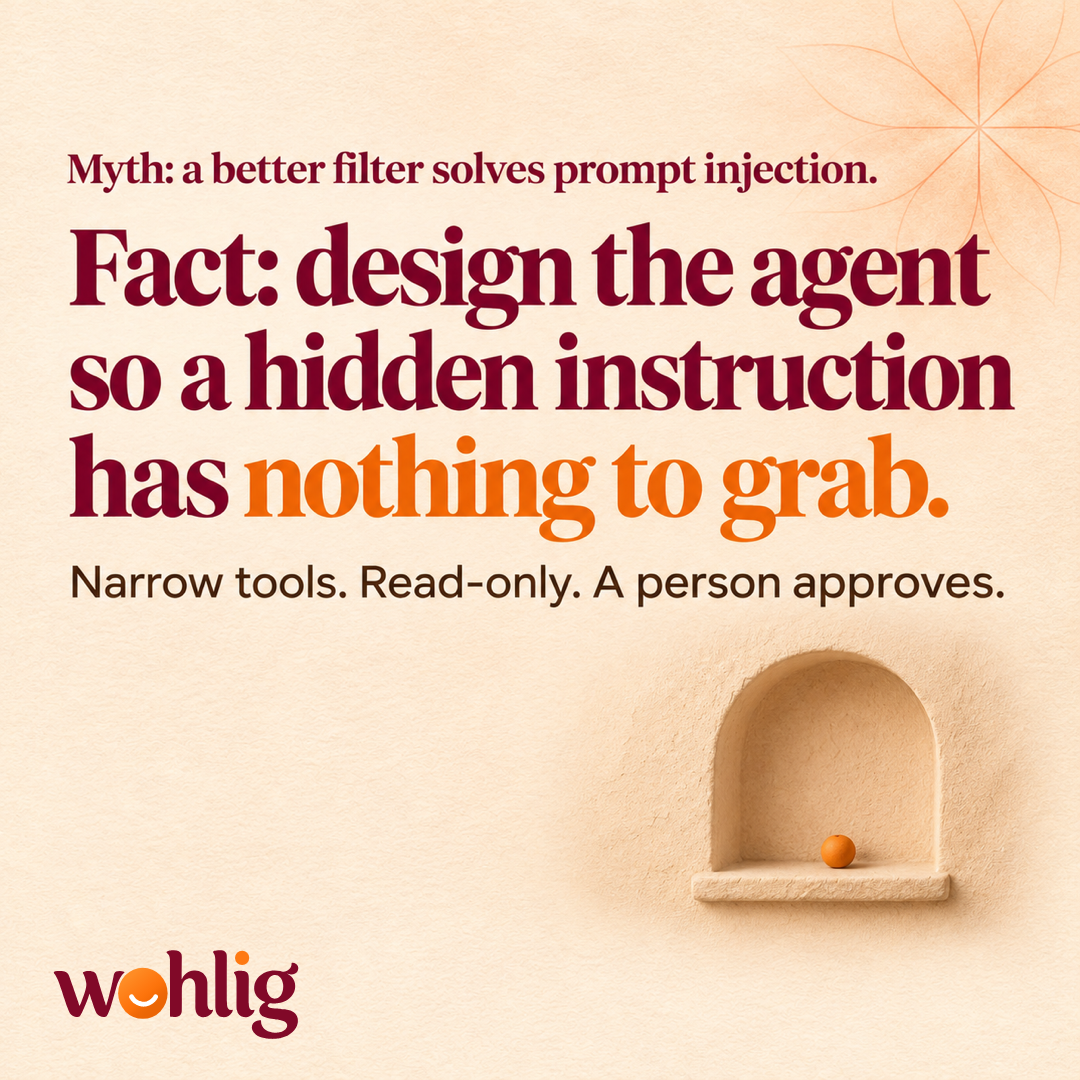 Myth: a better filter solves prompt injection.
Fact: design the agent
so a hidden instruction
has nothing to grab.
Narrow tools. Read-only. A person approves.
wohlig